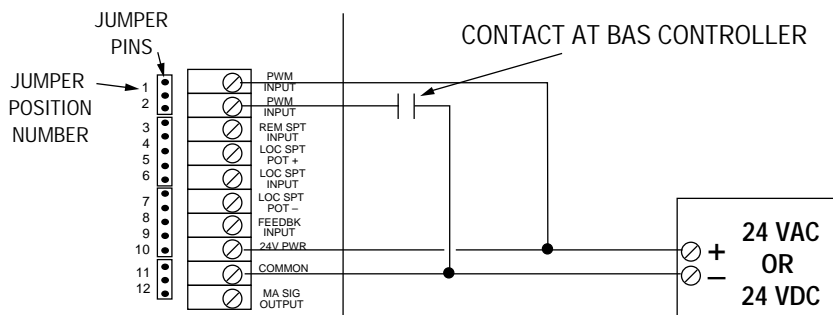 JUMPER
PINS
CONTACT AT BAS CONTROLLER
JUMPER
POSITION
NUMBER
1
2
3
4
5
6
7
8
9
10
11
12
PWM
INPUT
PWM
INPUT
REM SPT
INPUT
LOC SPT
POT +
LOC SPT
INPUT
LOC SPT
POT –
FEEDBK
INPUT
24V PWR
COMMON
MA SIG
OUTPUT
+
–
24 VAC
OR
24 VDC